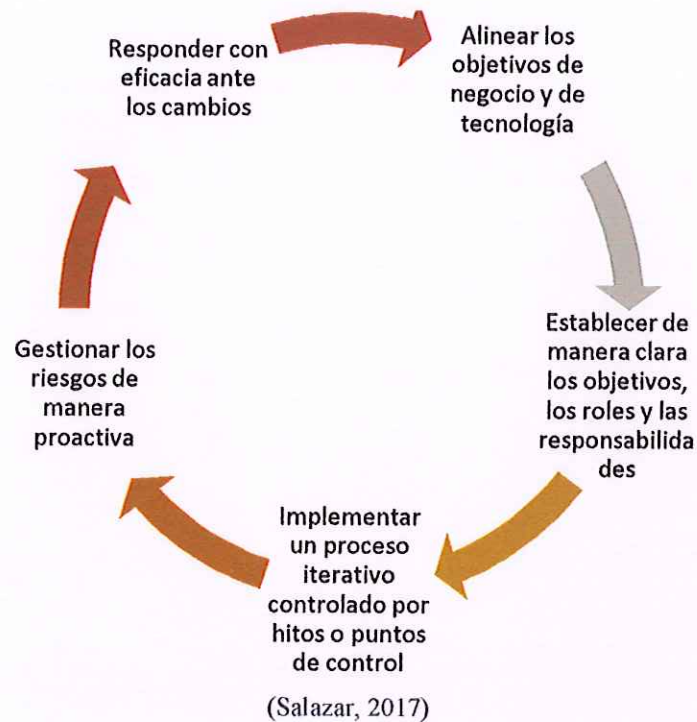 Responder con
eficacia ante
los cambios
Alinear los
objetivos de
negocio y de
tecnología
Establecer de
manera clara
los objetivos,
los roles y las
responsabilida
des
Implementar
un proceso
iterativo
controlado por
hitos o puntos
de control
Gestionar los
riesgos de
manera
proactiva
(Salazar, 2017)